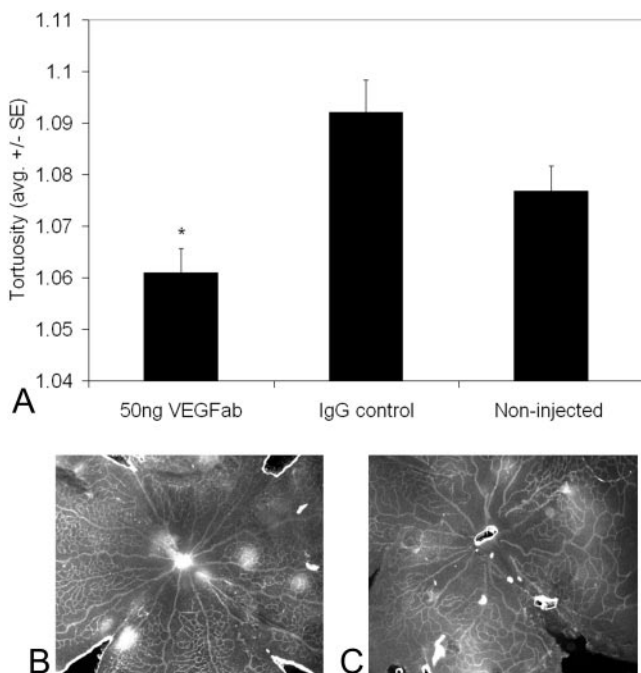 Tortuosity (avg. +/- SE)
1.11
1.1
1.09
1.08
1.07
1.06
1.05
1.04
*
A
50ng VEGFab
IgG control
Non-injected
B
C